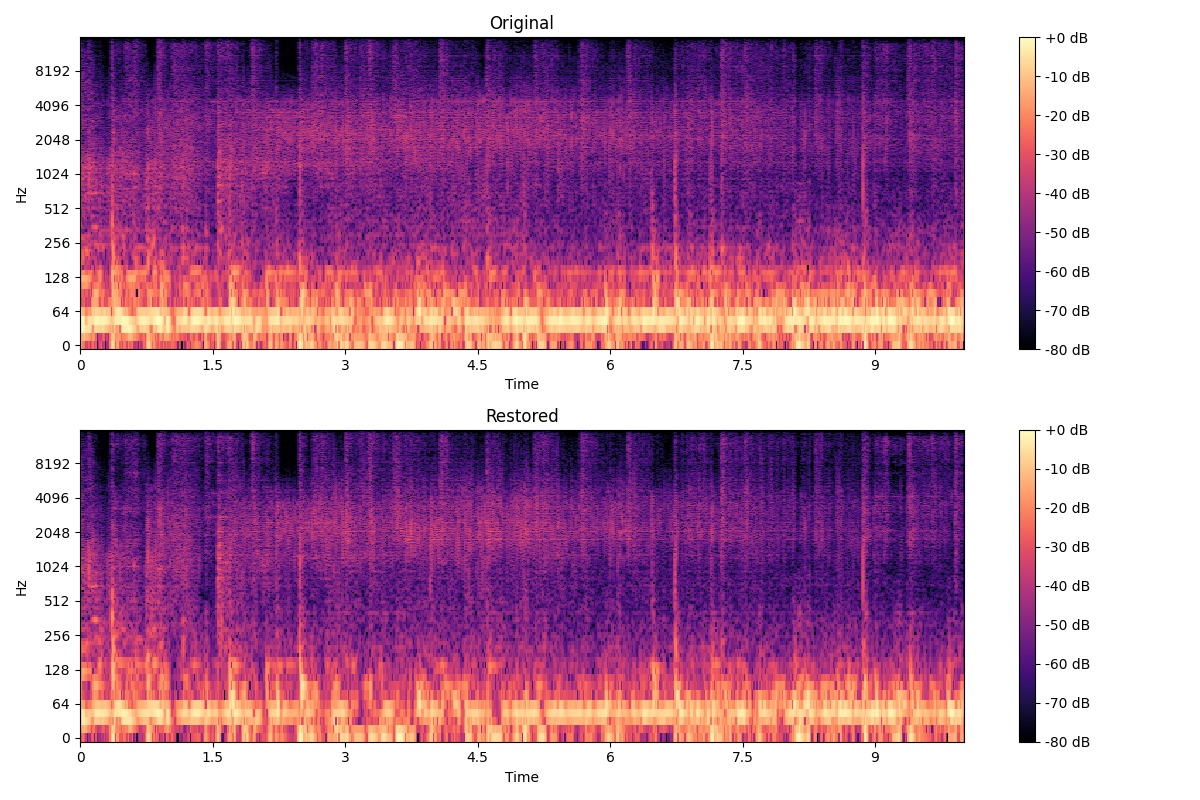 Original
Hz
8192
4096
2048
1024
512
256
128
64
0
0 1.5 3 4.5 6 7.5 9
Time
+0 dB
-10 dB
-20 dB
-30 dB
-40 dB
-50 dB
-60 dB
-70 dB
-80 dB
Restored
Hz
8192
4096
2048
1024
512
256
128
64
0
0 1.5 3 4.5 6 7.5 9
Time
+0 dB
-10 dB
-20 dB
-30 dB
-40 dB
-50 dB
-60 dB
-70 dB
-80 dB